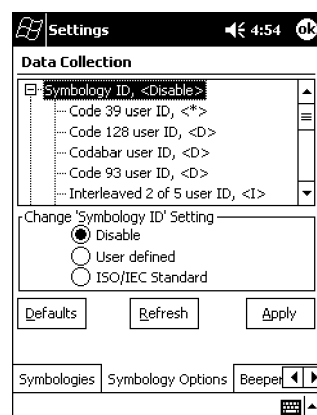 Settings 4:54 ok
Data Collection
Symbology ID, <Disable>
Code 39 user ID, <*>
Code 128 user ID, <D>
Codabar user ID, <D>
Code 93 user ID, <D>
Interleaved 2 of 5 user ID, <I>
Change 'Symbology ID' Setting
Disable
User defined
ISO/IEC Standard
Defaults Refresh Apply
Symbologies Symbology Options Beeper